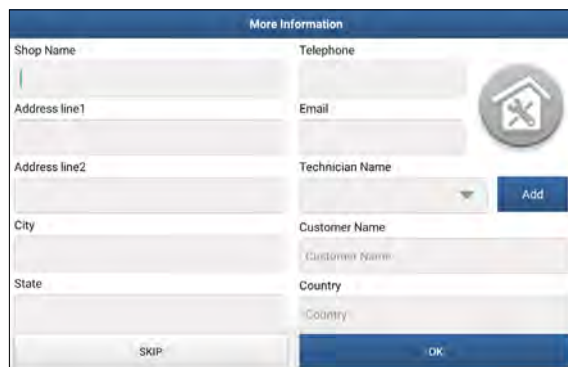 More Information
Shop Name
Telephone
Address line1
Email
Address line2
Technician Name
Add
City
Customer Name
Customer Name
State
Country
Country
SKIP
OK